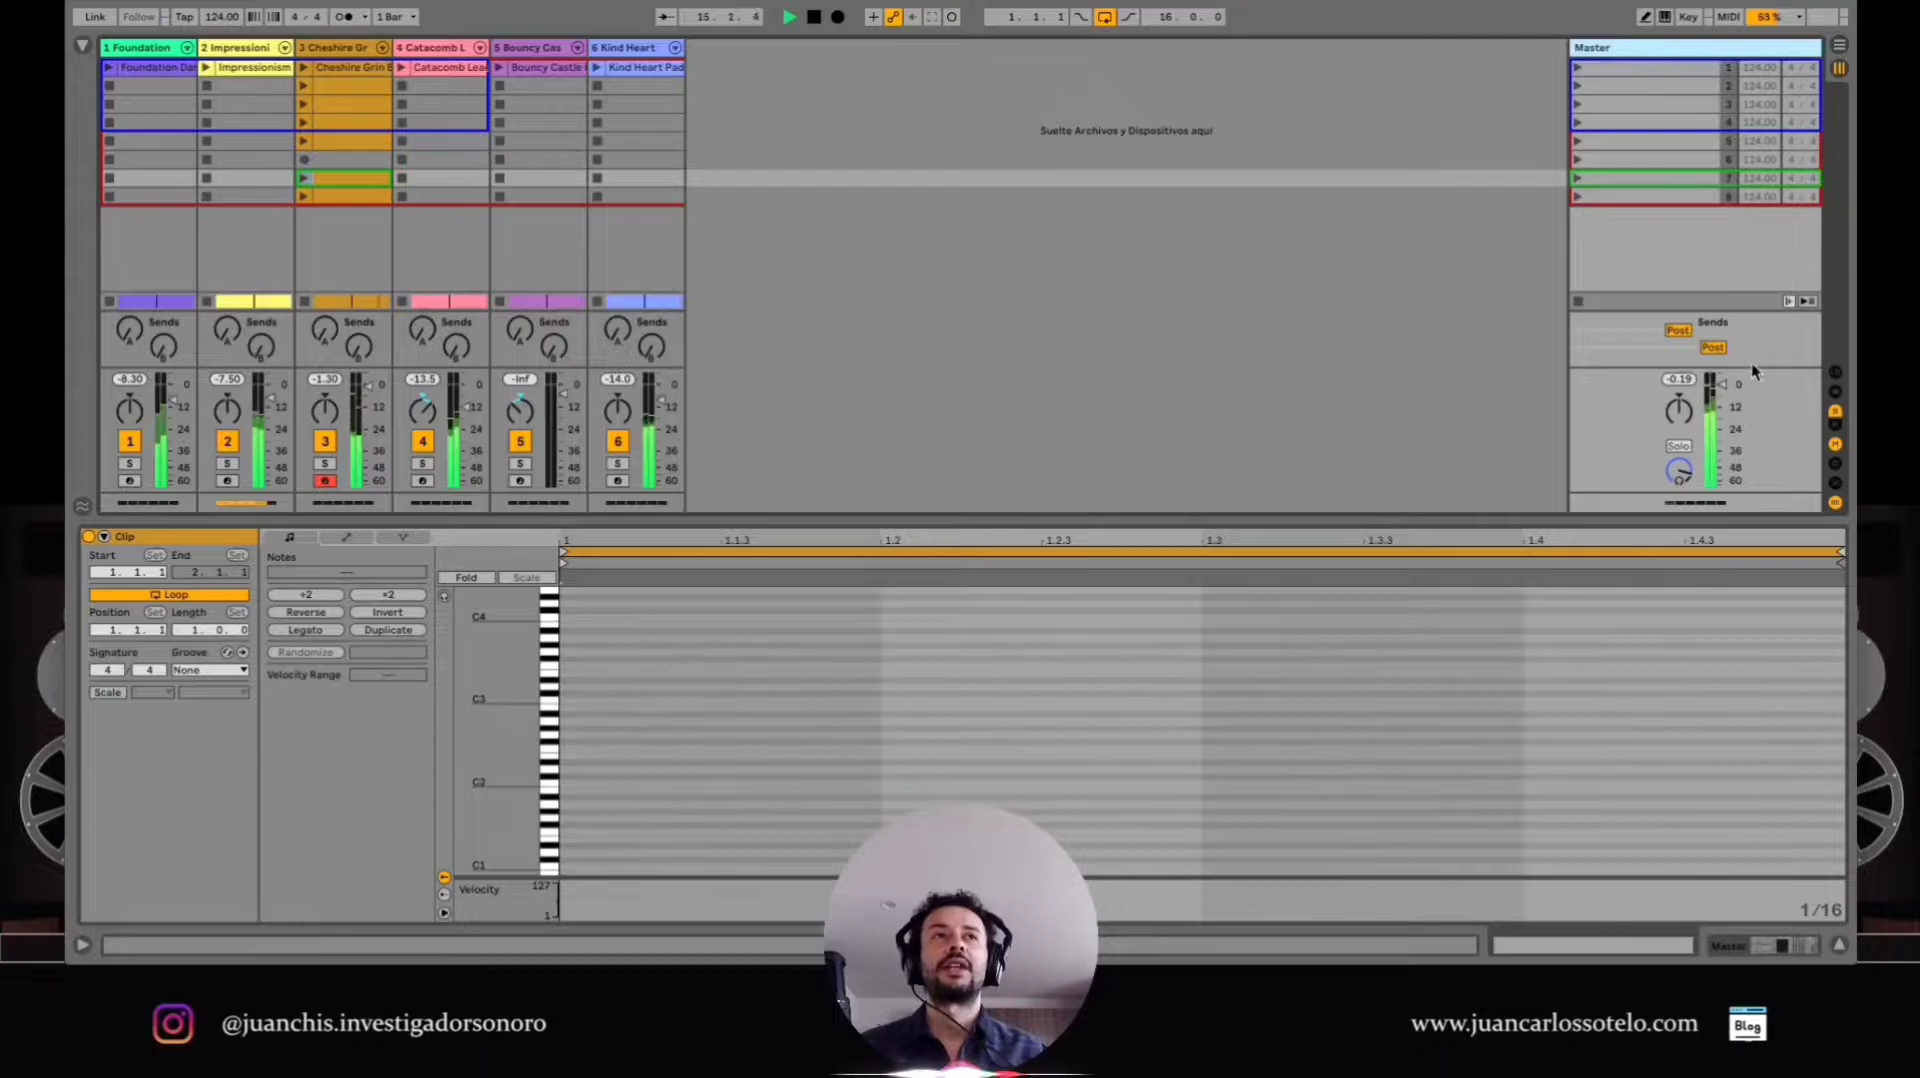 Link Follow Tap 124.00 4 / 4 1 Bar 15. 2. 4 1. 1. 1 16. 0. 0 Key MIDI
1 Foundation 2 Impressioni 3 Cheshire Gr 4 Catacomb L 5 Bouncy Cas 6 Kind Heart Master
Foundation Dar Impressionism Cheshire Grin B Catacomb Lead Bouncy Castle Kind Heart Pad 1 124.00 4 / 4
2 124.00 4 / 4
3 124.00 4 / 4
Suelte Archivos y Dispositivos aquí
4 124.00 4 / 4
5 124.00 4 / 4
6 124.00 4 / 4
7 124.00 4 / 4
8 124.00 4 / 4
Sends Sends Sends Sends Sends Sends Sends
A A A A A A Post
B B B B B B Post
-8.30 0 -7.50 0 -1.30 0 -13.5 0 -Inf 0 -14.0 0 -0.19 0
12 12 12 12 12 12 12
24 24 24 24 24 24 24
1 2 3 4 5 6
36 36 36 36 36 36 Solo 36
S S S S S S
48 48 48 48 48 48 48
60 60 60 60 60 60 60
Clip
Start Set End Set
1. 1. 1 2. 1. 1
Loop
Position Set Length Set
1. 1. 1 1. 0. 0
Signature Groove
4 / 4 None
Scale
Notes
÷2 ×2
Reverse Invert
Legato Duplicate
Randomize
Velocity Range
1 1.1.3 1.2 1.2.3 1.3 1.3.3 1.4 1.4.3
Fold Scale
C4
C3
C2
C1
Velocity 127
1
1/16
Master
@juanchis.investigadorsonoro
www.juancarlossotelo.com
Blog